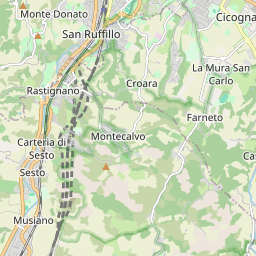 Monte Donato
Cicogna
San Ruffillo
La Mura San
Carlo
Croara
Rastignano
Farneto
Montecalvo
Carteria di
Sesto
Sesto
Musiano